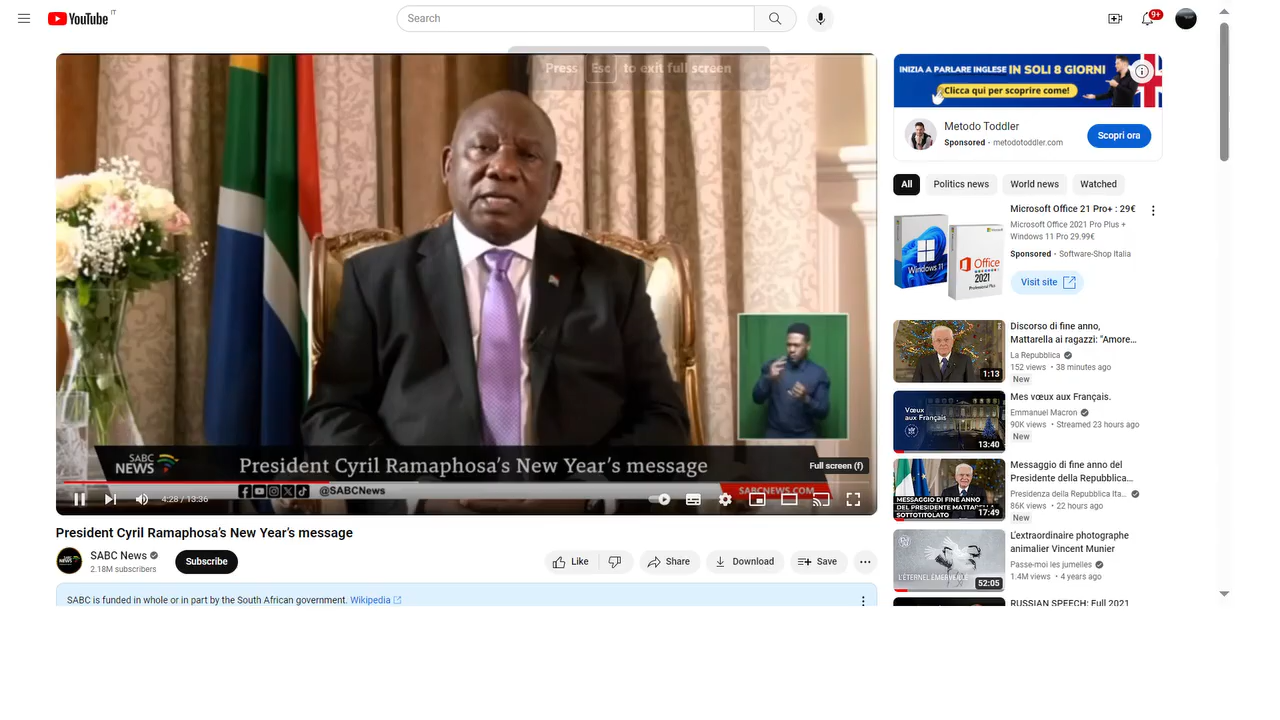 YouTube
IT
Search
9+
Press Esc to exit full screen
SABC
NEWS
President Cyril Ramaphosa's New Year's message
Full screen (f)
@SABCNews
SABCNEWS.COM
4:28 / 13:36
President Cyril Ramaphosa's New Year's message
SABC News
2.18M subscribers
Subscribe
Like
Share
Download
Save
SABC is funded in whole or in part by the South African government. Wikipedia
INIZIA A PARLARE INGLESE IN SOLI 8 GIORNI
Clicca qui per scoprire come!
Metodo Toddler
Sponsored · metodotoddler.com
Scopri ora
All
Politics news
World news
Watched
Windows 11
Office
2021
Professional Plus
Microsoft Office 21 Pro+ : 29€
Microsoft Office 2021 Pro Plus +
Windows 11 Pro 29.99€
Sponsored · Software-Shop Italia
Visit site
1:13
Discorso di fine anno,
Mattarella ai ragazzi: "Amore...
La Repubblica
152 views • 38 minutes ago
New
Vœux
aux Français
13:40
Mes vœux aux Français.
Emmanuel Macron
90K views • Streamed 23 hours ago
New
MESSAGGIO DI FINE ANNO
DEL PRESIDENTE MATTARELLA
SOTTOTITOLATO
17:49
Messaggio di fine anno del
Presidente della Repubblica...
Presidenza della Repubblica Ita...
86K views • 22 hours ago
New
L'ÉTERNEL ÉMERVEILLÉ
52:05
L'extraordinaire photographe
animalier Vincent Munier
Passe-moi les jumelles
1.4M views • 4 years ago
RUSSIAN SPEECH: Full 2021